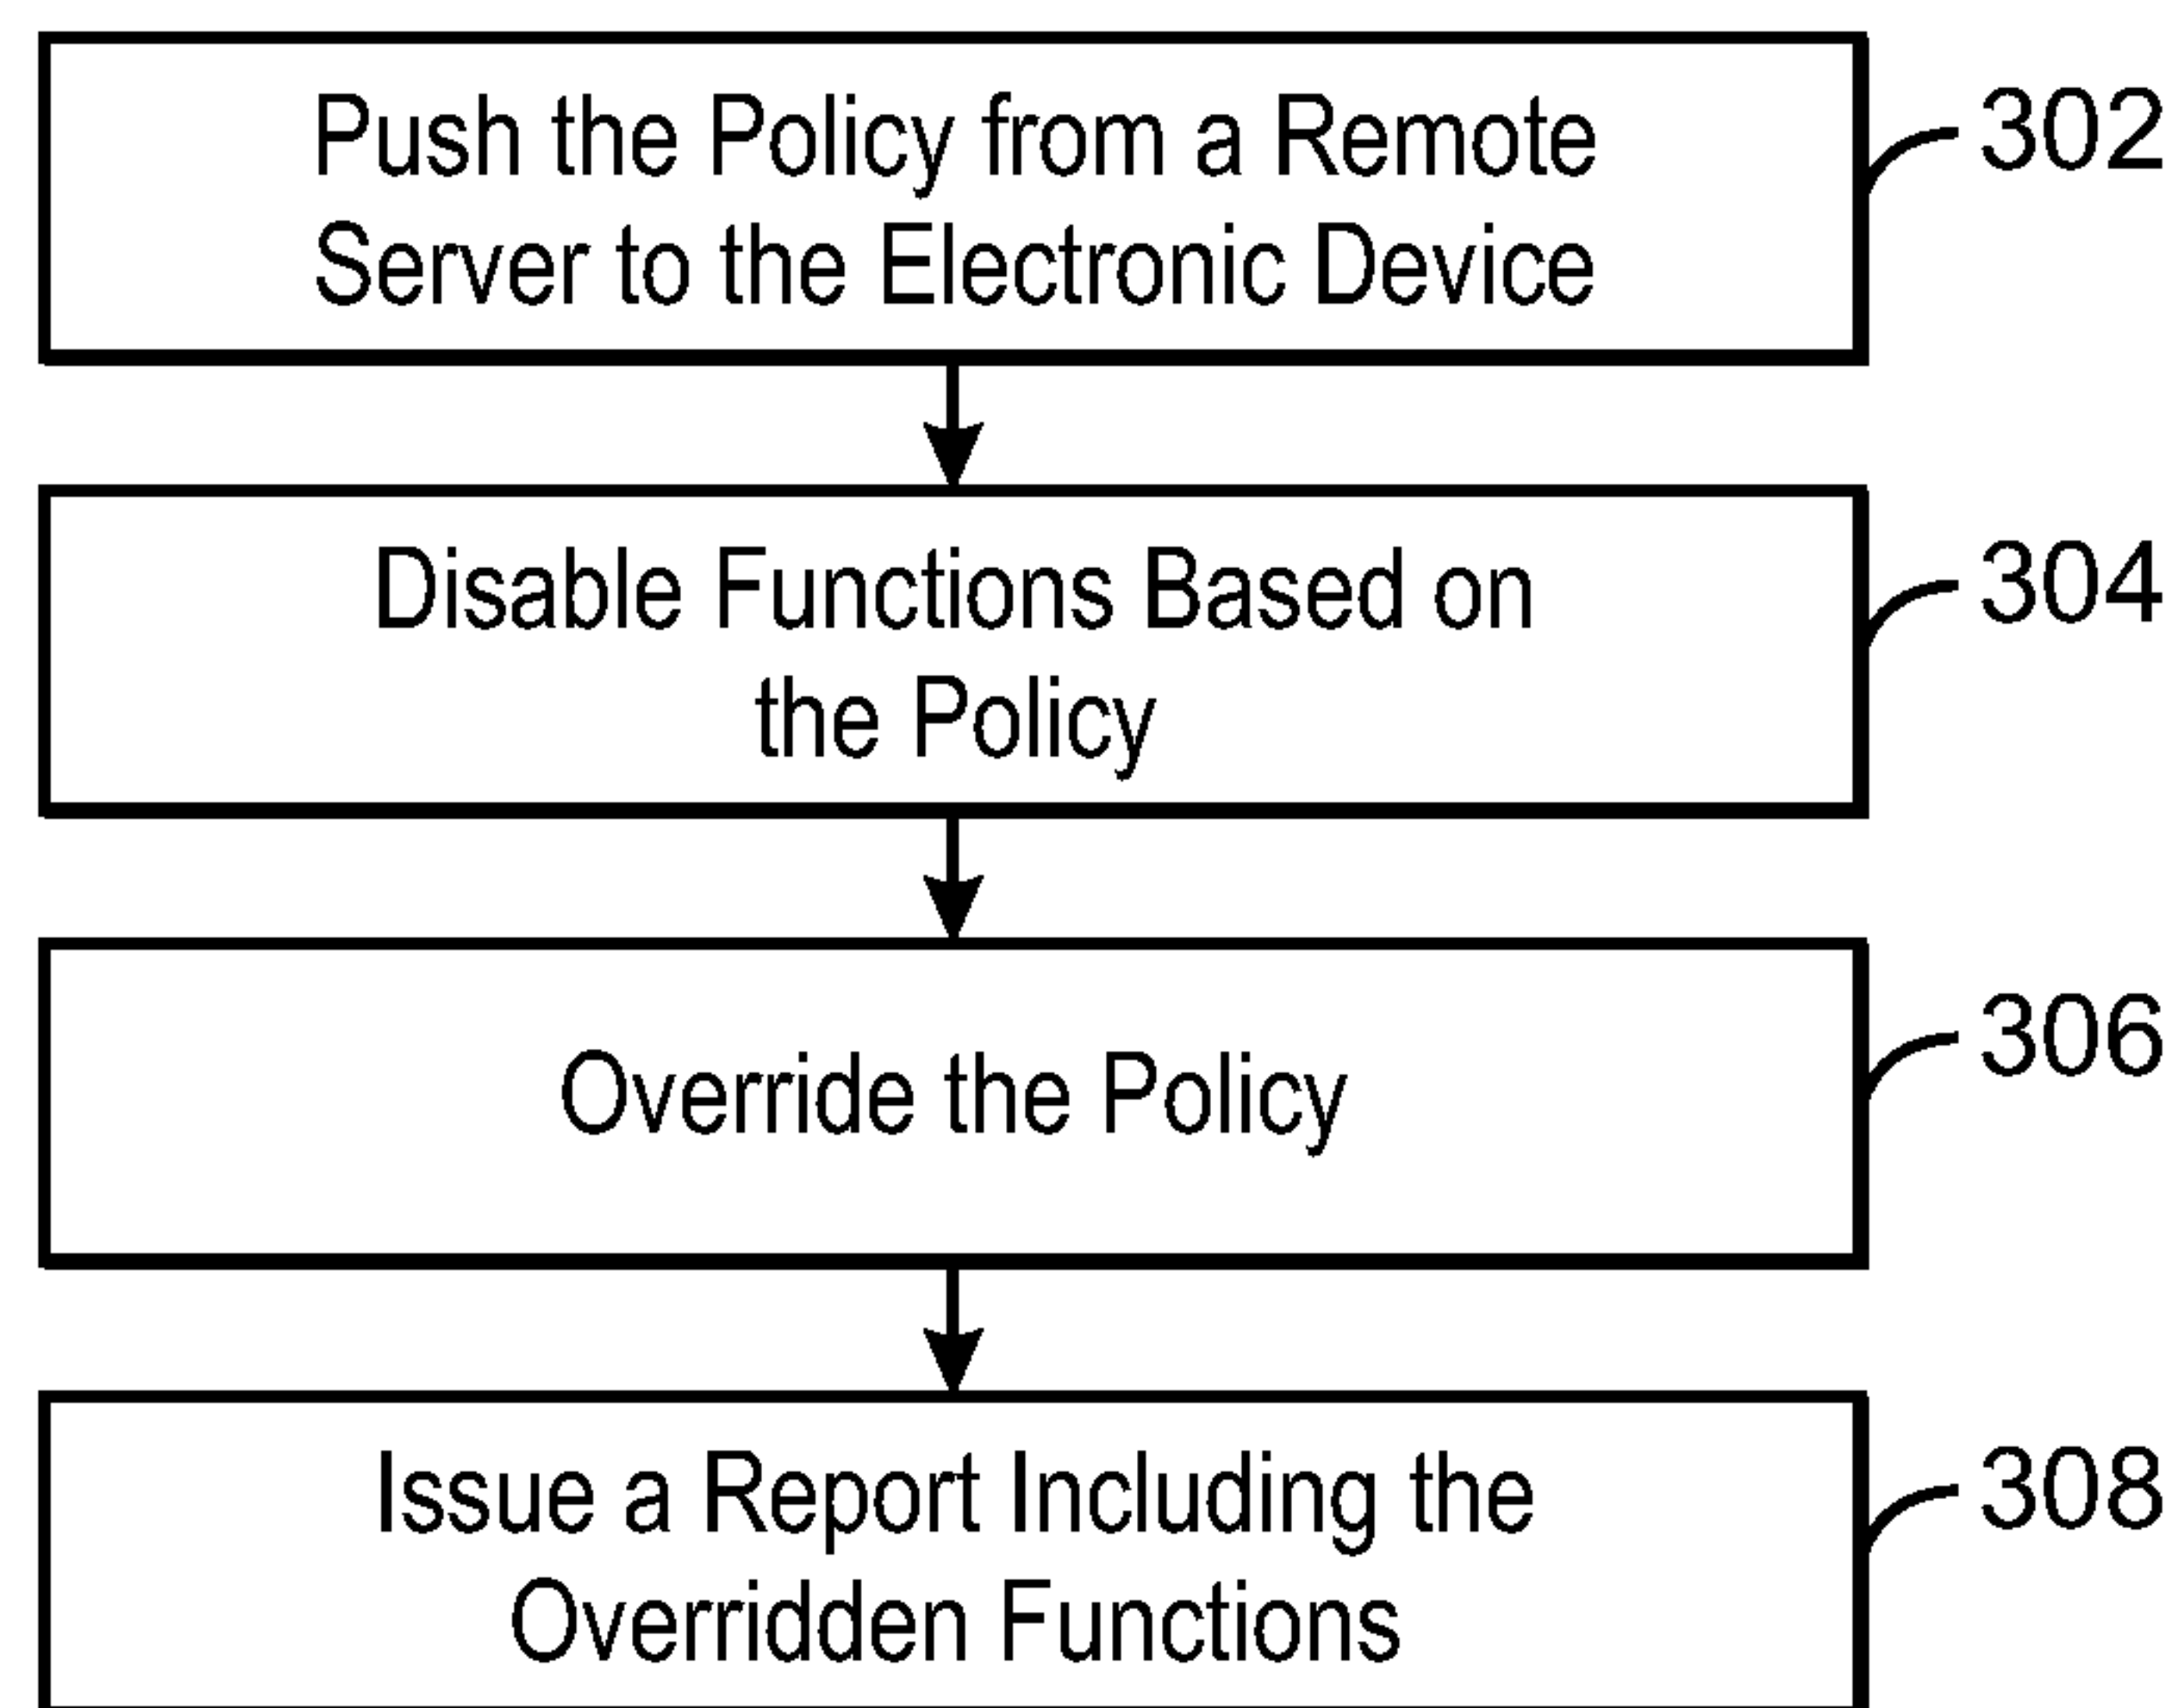 Push the Policy from a Remote
Server to the Electronic Device
302
Disable Functions Based on
the Policy
304
Override the Policy
306
Issue a Report Including the
Overridden Functions
308